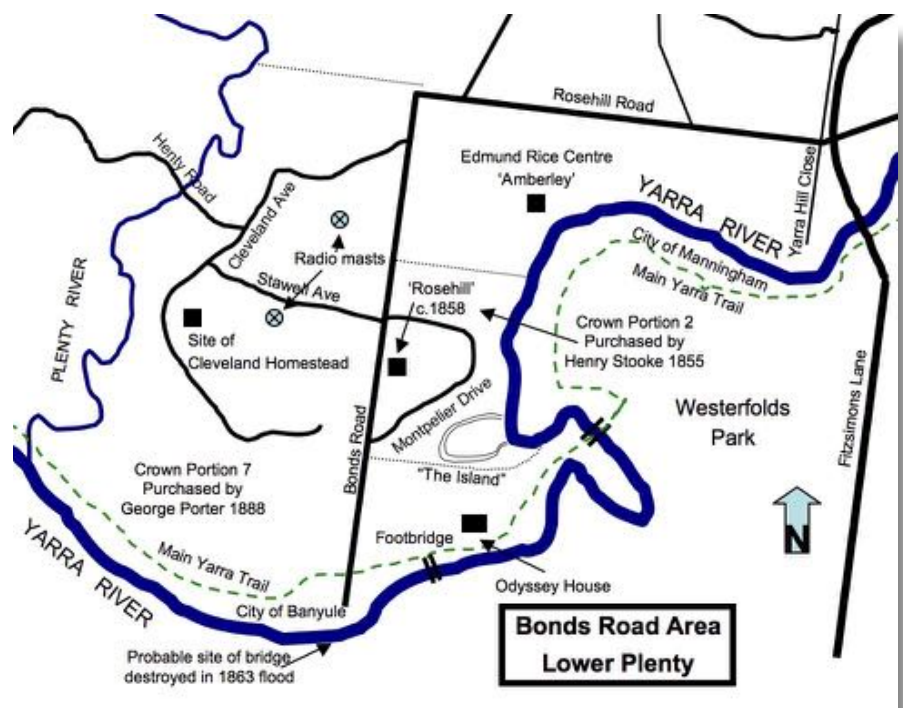 Rosehill Road
Henty Road
Edmund Rice Centre
'Amberley'
YARRA RIVER
Yarra Hill Close
Cleveland Ave
City of Manningham
Main Yarra Trail
Radio masts
Stawell Ave
'Rosehill'
c.1858
PLENTY RIVER
Site of
Cleveland Homestead
Crown Portion 2
Purchased by
Henry Stooke 1855
Fitzsimons Lane
Montpelier Drive
Westerfolds
Park
Bonds Road
"The Island"
Crown Portion 7
Purchased by
George Porter 1888
N
Footbridge
Main Yarra Trail
YARRA RIVER
Odyssey House
City of Banyule
Bonds Road Area
Lower Plenty
Probable site of bridge
destroyed in 1863 flood